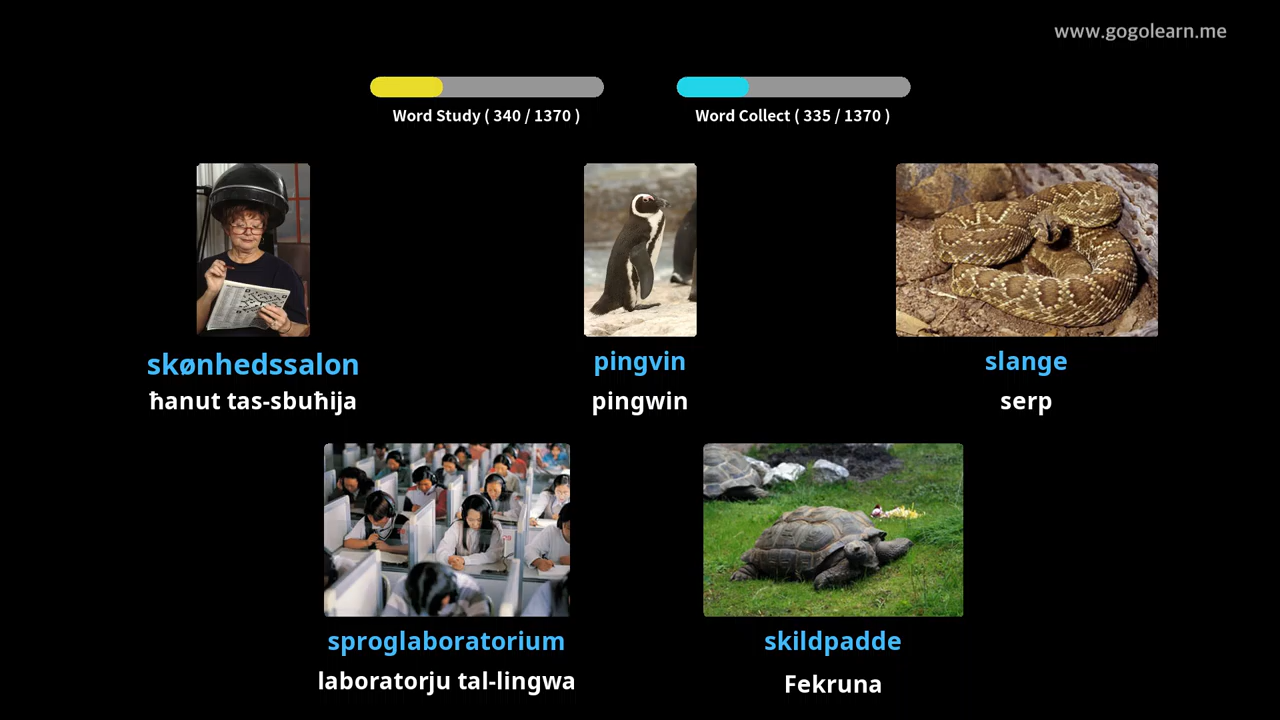 www.gogolearn.me
Word Study ( 340 / 1370 )
Word Collect ( 335 / 1370 )
skønhedssalon
ħanut tas-sbuħija
pingvin
pingwin
slange
serp
sproglaboratorium
laboratorju tal-lingwa
skildpadde
Fekruna